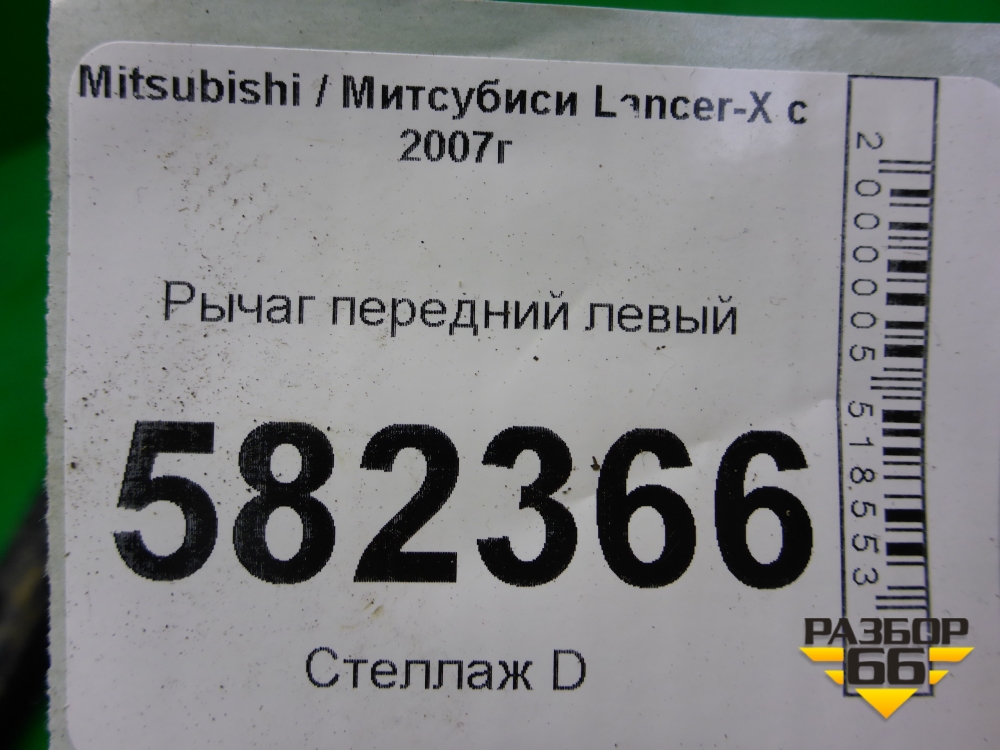 Mitsubishi / Митсубиси Lancer-X с
2007г
Рычаг передний левый
582366
Стеллаж D
2000005518553
РАЗБОР
66